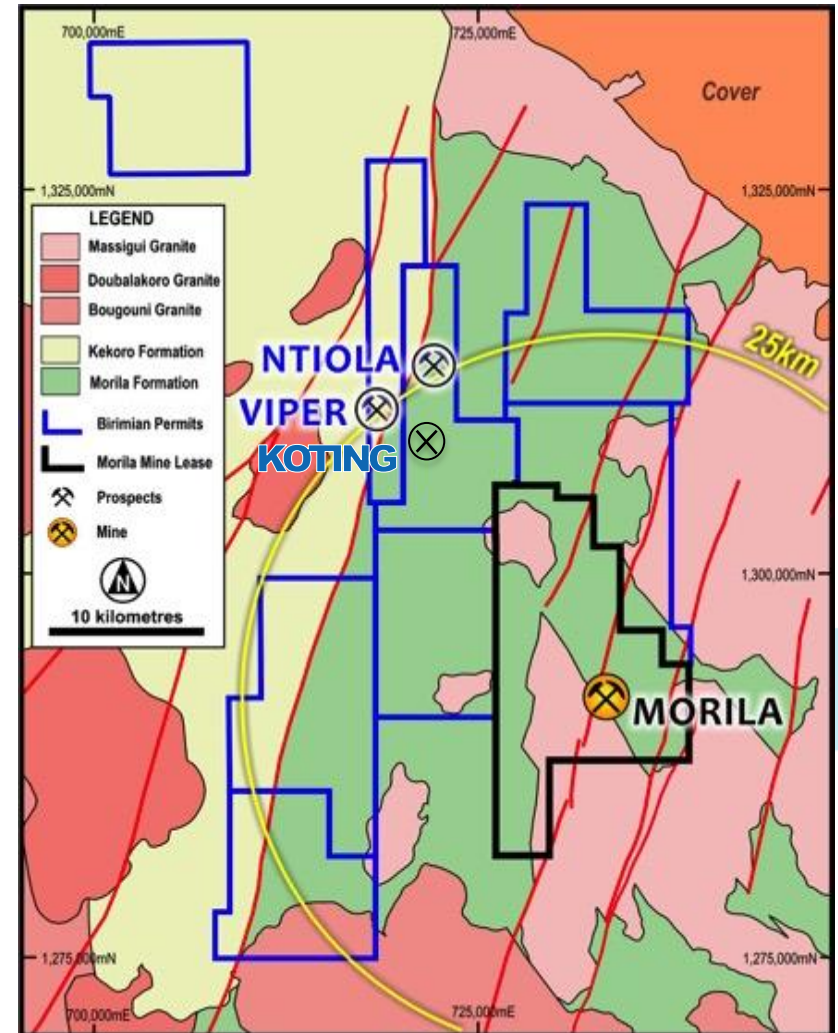 700,000mE
725,000mE
Cover
1,325,000mN
1,325,000mN
LEGEND
Massigui Granite
Doubalakoro Granite
Bougouni Granite
Kekoro Formation
Morila Formation
Birimian Permits
Morila Mine Lease
Prospects
Mine
N
10 kilometres
25km
NTIOLA
VIPER
KOTING
1,300,000mN
MORILA
1,275,000mN
1,275,000mN
700,000mE
725,000mE